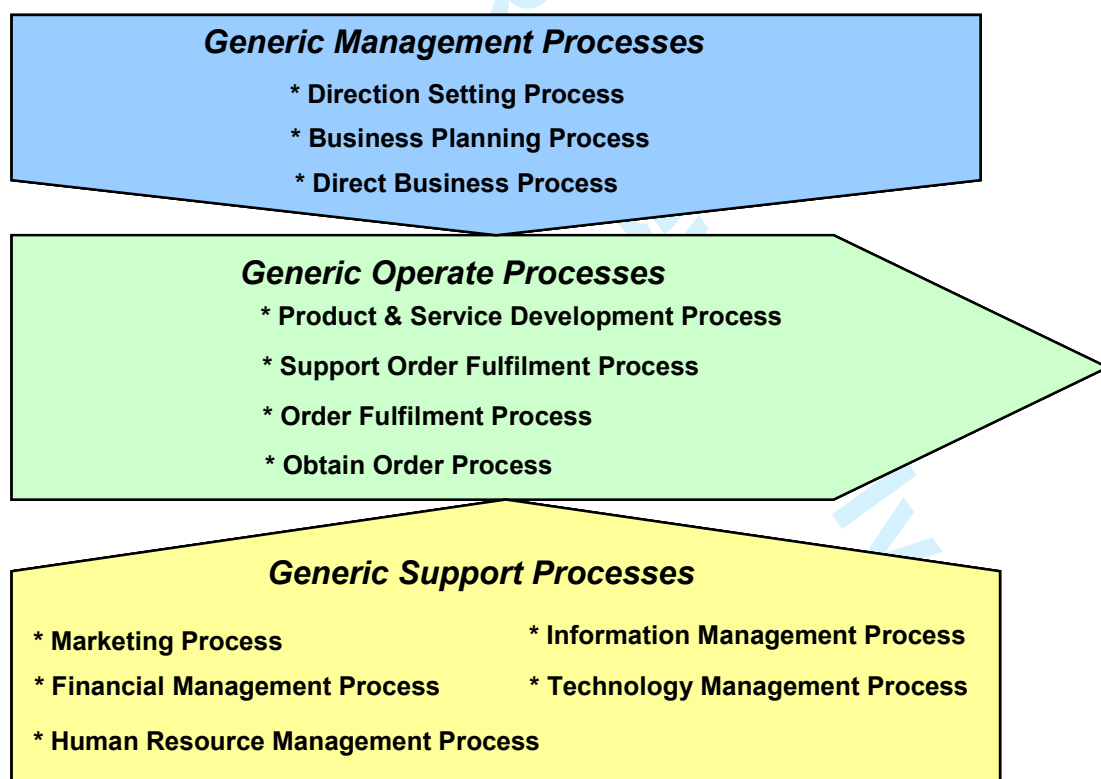 Generic Management Processes
* Direction Setting Process
* Business Planning Process
* Direct Business Process
Generic Operate Processes
* Product & Service Development Process
* Support Order Fulfilment Process
* Order Fulfilment Process
* Obtain Order Process
Generic Support Processes
* Marketing Process
* Financial Management Process
* Human Resource Management Process
* Information Management Process
* Technology Management Process